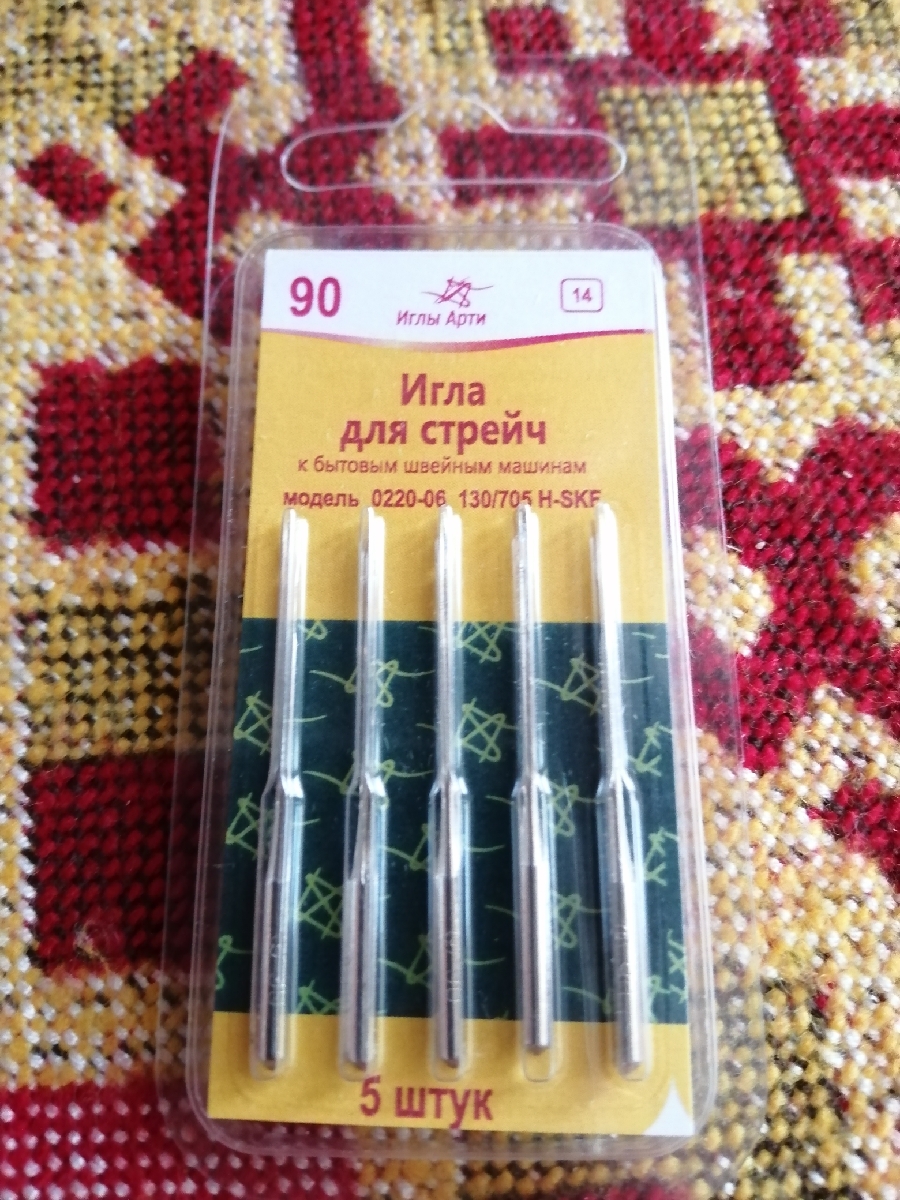 90
14
Иглы Арти
Игла
для стрейч
к бытовым швейным машинам
модель 0220-06 130/705 H-SKF
5 штук